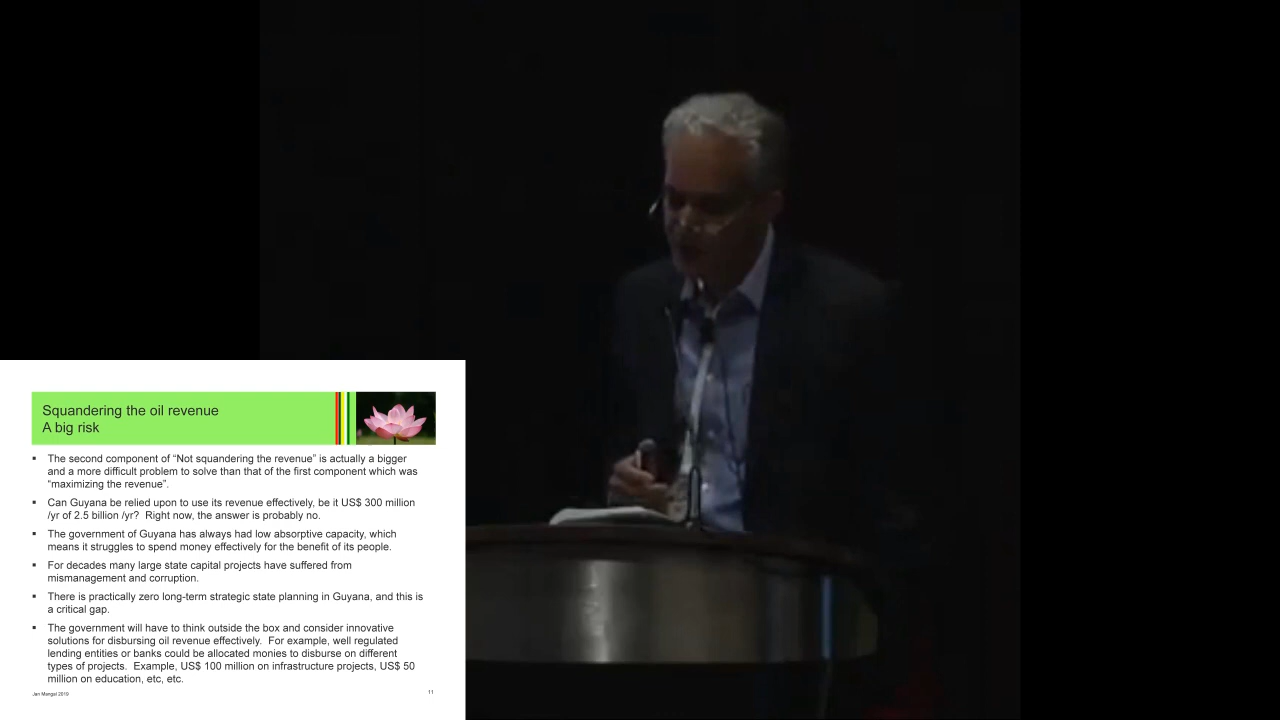 Squandering the oil revenue
A big risk
▪ The second component of “Not squandering the revenue” is actually a bigger
and a more difficult problem to solve than that of the first component which was
“maximizing the revenue”.
▪ Can Guyana be relied upon to use its revenue effectively, be it US$ 300 million
/yr of 2.5 billion /yr? Right now, the answer is probably no.
▪ The government of Guyana has always had low absorptive capacity, which
means it struggles to spend money effectively for the benefit of its people.
▪ For decades many large state capital projects have suffered from
mismanagement and corruption.
▪ There is practically zero long-term strategic state planning in Guyana, and this is
a critical gap.
▪ The government will have to think outside the box and consider innovative
solutions for disbursing oil revenue effectively. For example, well regulated
lending entities or banks could be allocated monies to disburse on different
types of projects. Example, US$ 100 million on infrastructure projects, US$ 50
million on education, etc, etc.
Jan Mangal 2019
11